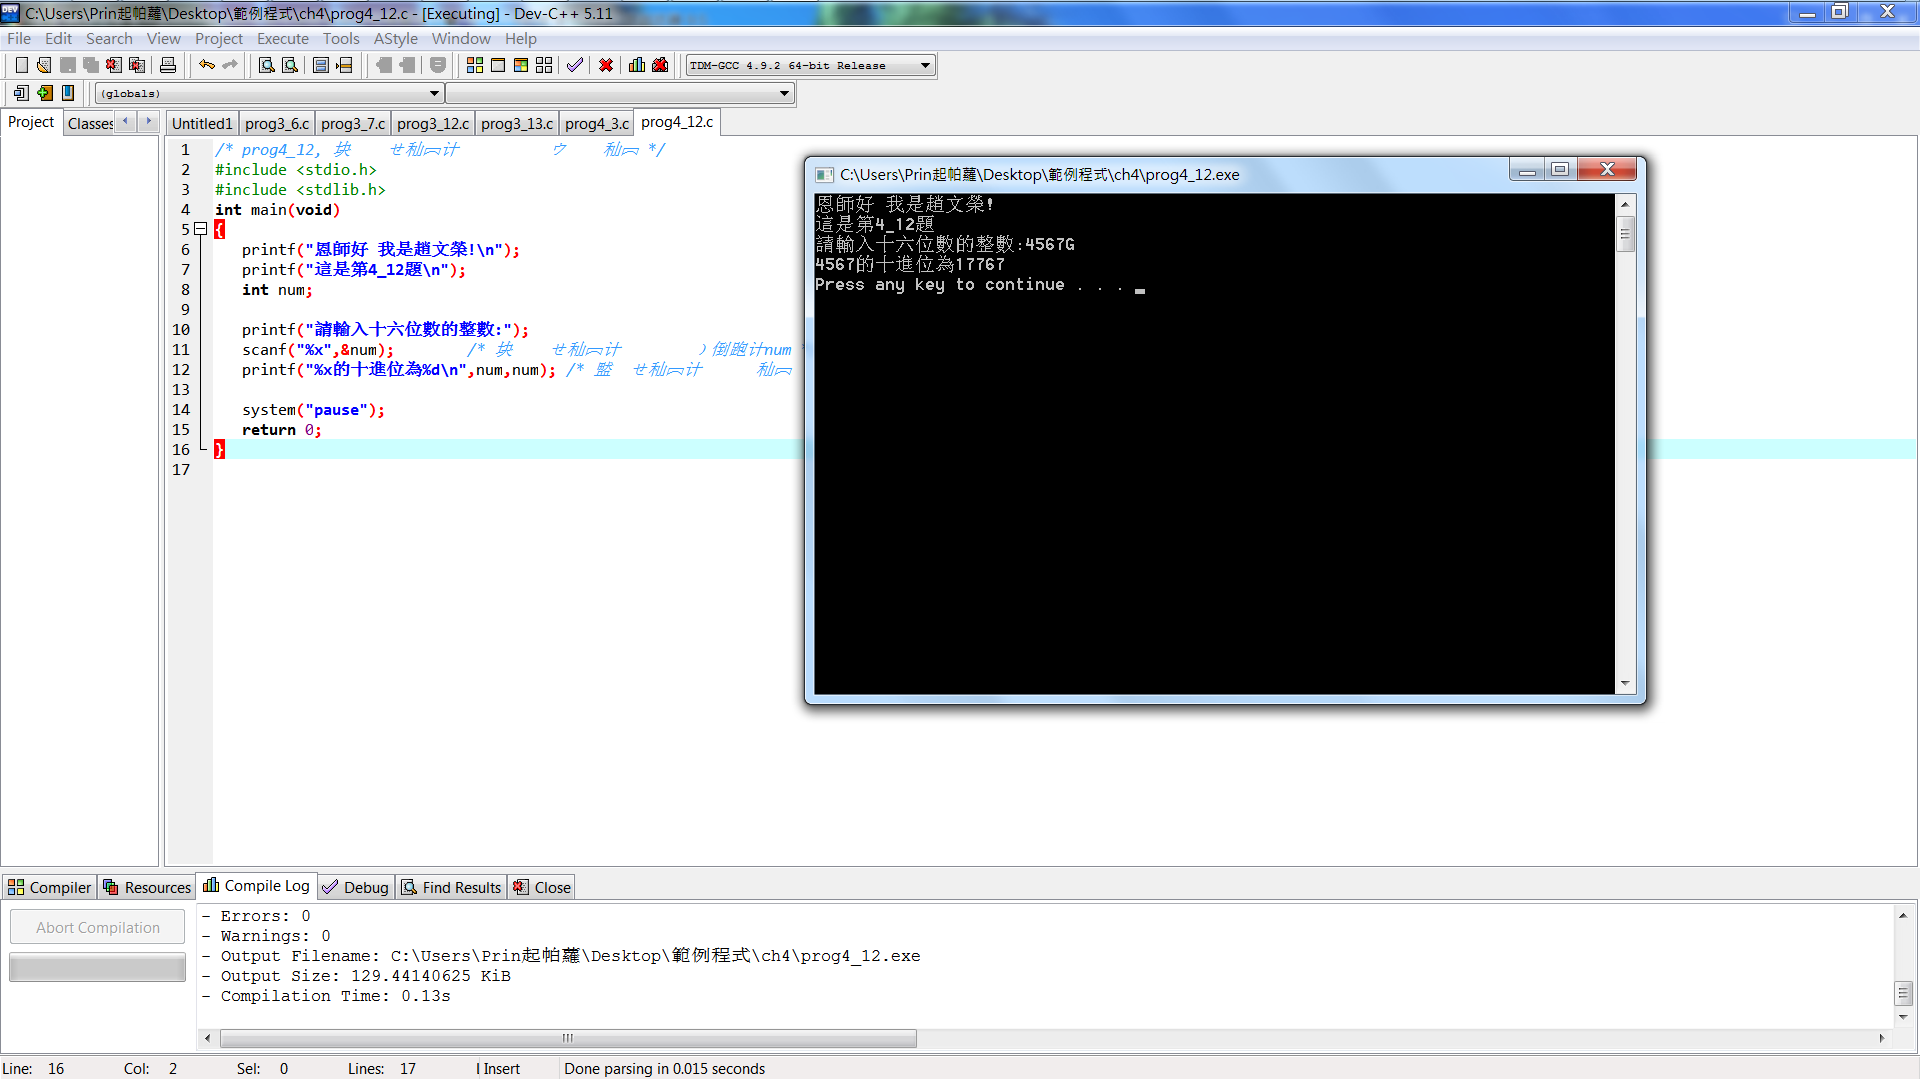 C:\Users\Prin起帕蘿\Desktop\範例程式\ch4\prog4_12.c - [Executing] - Dev-C++ 5.11
File Edit Search View Project Execute Tools AStyle Window Help
TDM-GCC 4.9.2 64-bit Release
(globals)
Project Classes Untitled1 prog3_6.c prog3_7.c prog3_12.c prog3_13.c prog4_3.c prog4_12.c
1 /* prog4_12, 块 せ秈 计 ウ 秈 */
2 #include <stdio.h>
3 #include <stdlib.h>
4 int main(void)
5 {
6 printf("恩師好 我是趙文榮!\n");
7 printf("這是第4_12題\n");
8 int num;
9
10 printf("請輸入十六位數的整數:");
11 scanf("%x",&num); /* 块 せ秈 计 ) 倒跑计num
12 printf("%x的十進位為%d\n",num,num); /* せ秈 计 秈
13
14 system("pause");
15 return 0;
16 }
17
C:\Users\Prin起帕蘿\Desktop\範例程式\ch4\prog4_12.exe
恩師好 我是趙文榮!
這是第4_12題
請輸入十六位數的整數:4567G
4567的十進位為17767
Press any key to continue . . .
Compiler Resources Compile Log Debug Find Results Close
Abort Compilation
- Errors: 0
- Warnings: 0
- Output Filename: C:\Users\Prin起帕蘿\Desktop\範例程式\ch4\prog4_12.exe
- Output Size: 129.44140625 KiB
- Compilation Time: 0.13s
Line: 16 Col: 2 Sel: 0 Lines: 17 Insert Done parsing in 0.015 seconds